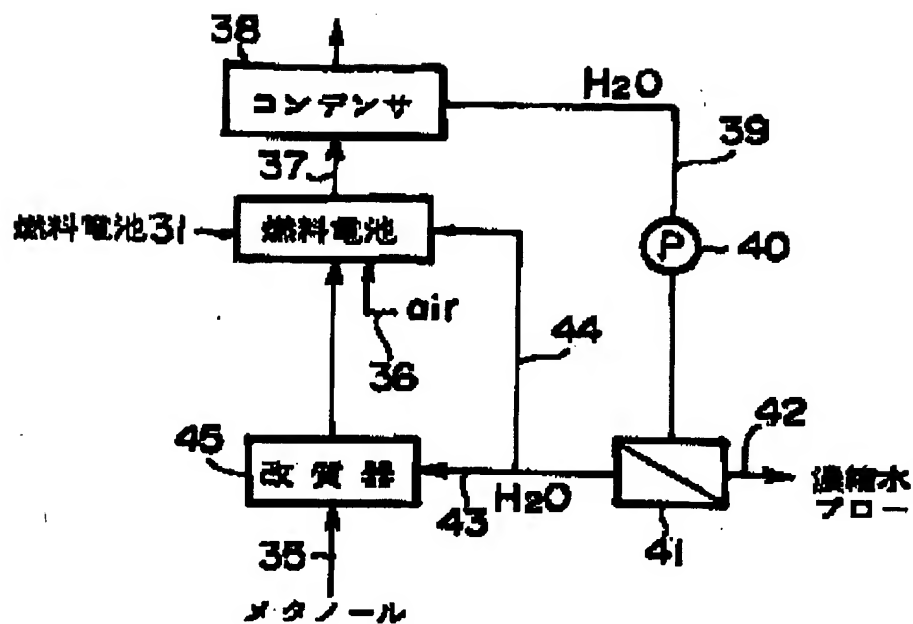 38
コンデンサ
H2O
39
37
燃料電池31
燃料電池
P
40
air
36
44
45
改質器
43
H2O
41
42
濃縮水
ブロー
35
メタノール